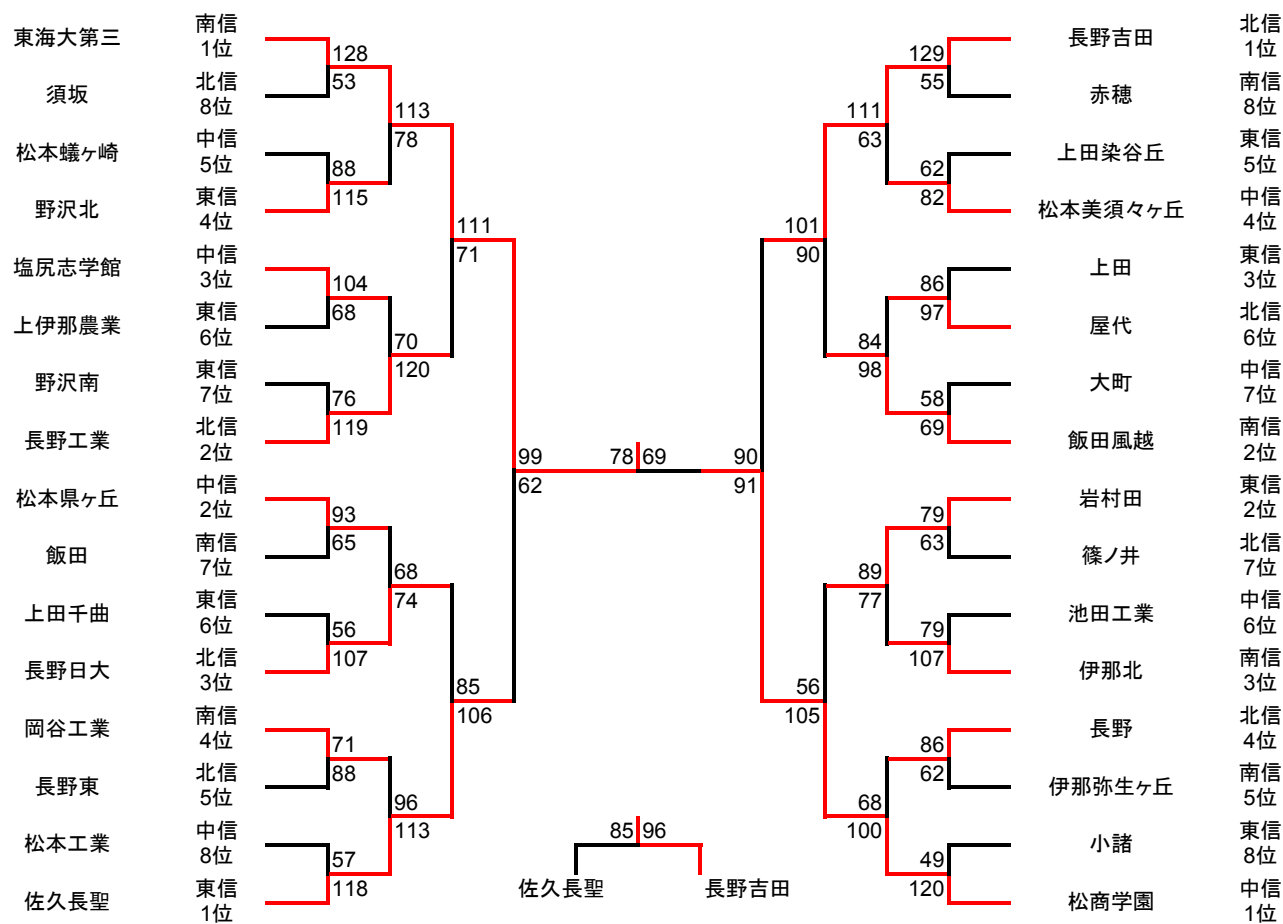 東海大第三 南信 1位
128
53
須坂 北信 8位
113
78
松本蟻ヶ崎 中信 5位
88
115
野沢北 東信 4位
111
71
塩尻志学館 中信 3位
104
68
上伊那農業 東信 6位
70
120
野沢南 東信 7位
76
119
長野工業 北信 2位
99
62
松本県ヶ丘 中信 2位
93
65
飯田 南信 7位
68
74
上田千曲 東信 6位
56
107
長野日大 北信 3位
85
106
岡谷工業 南信 4位
71
88
長野東 北信 5位
96
113
松本工業 中信 8位
57
118
佐久長聖 東信 1位
78 69
85 96
佐久長聖 長野吉田
長野吉田 北信 1位
129
55
赤穂 南信 8位
111
63
上田染谷丘 東信 5位
62
82
松本美須々ヶ丘 中信 4位
101
90
上田 東信 3位
86
97
屋代 北信 6位
84
98
大町 中信 7位
58
69
飯田風越 南信 2位
90
91
岩村田 東信 2位
79
63
篠ノ井 北信 7位
89
77
池田工業 中信 6位
79
107
伊那北 南信 3位
56
105
長野 北信 4位
86
62
伊那弥生ヶ丘 南信 5位
68
100
小諸 東信 8位
49
120
松商学園 中信 1位